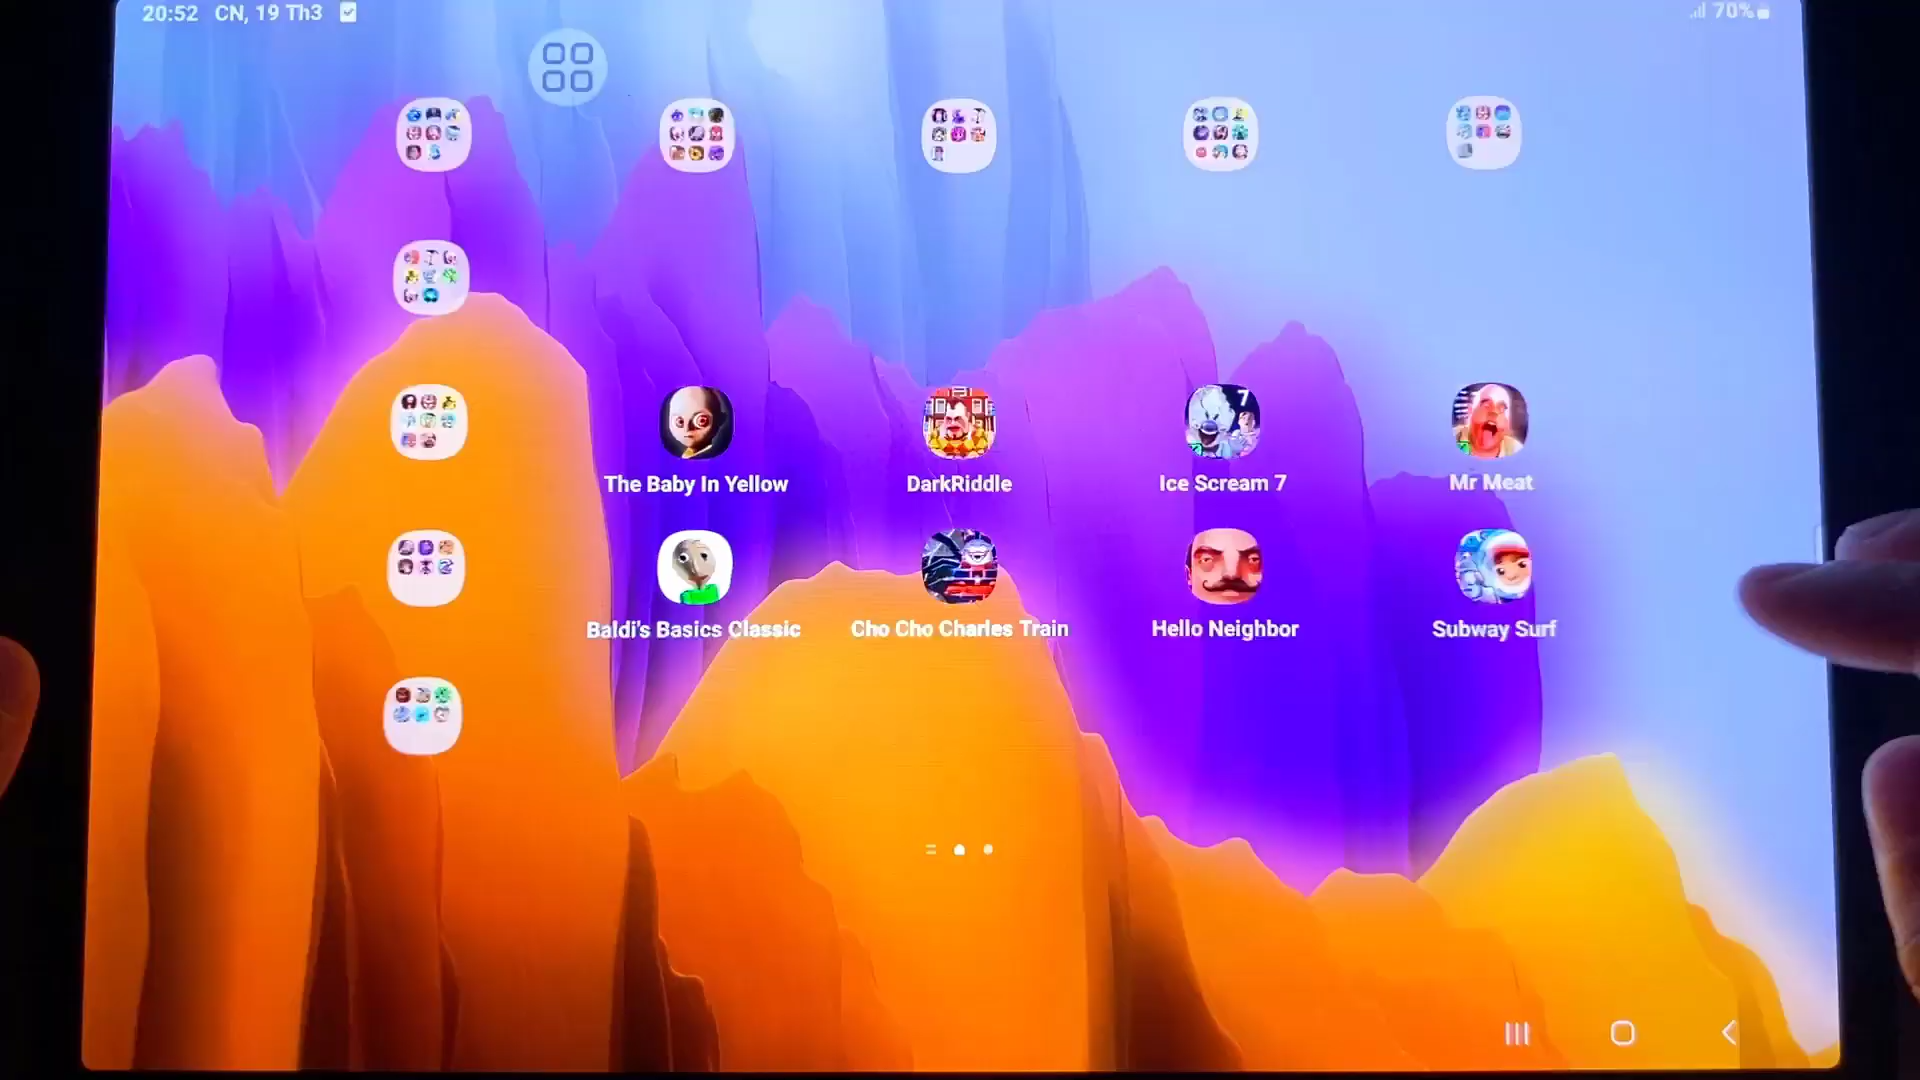 20:52 CN, 19 Th3
70%
7
The Baby In Yellow
DarkRiddle
Ice Scream 7
Mr Meat
Baldi's Basics Classic
Cho Cho Charles Train
Hello Neighbor
Subway Surf